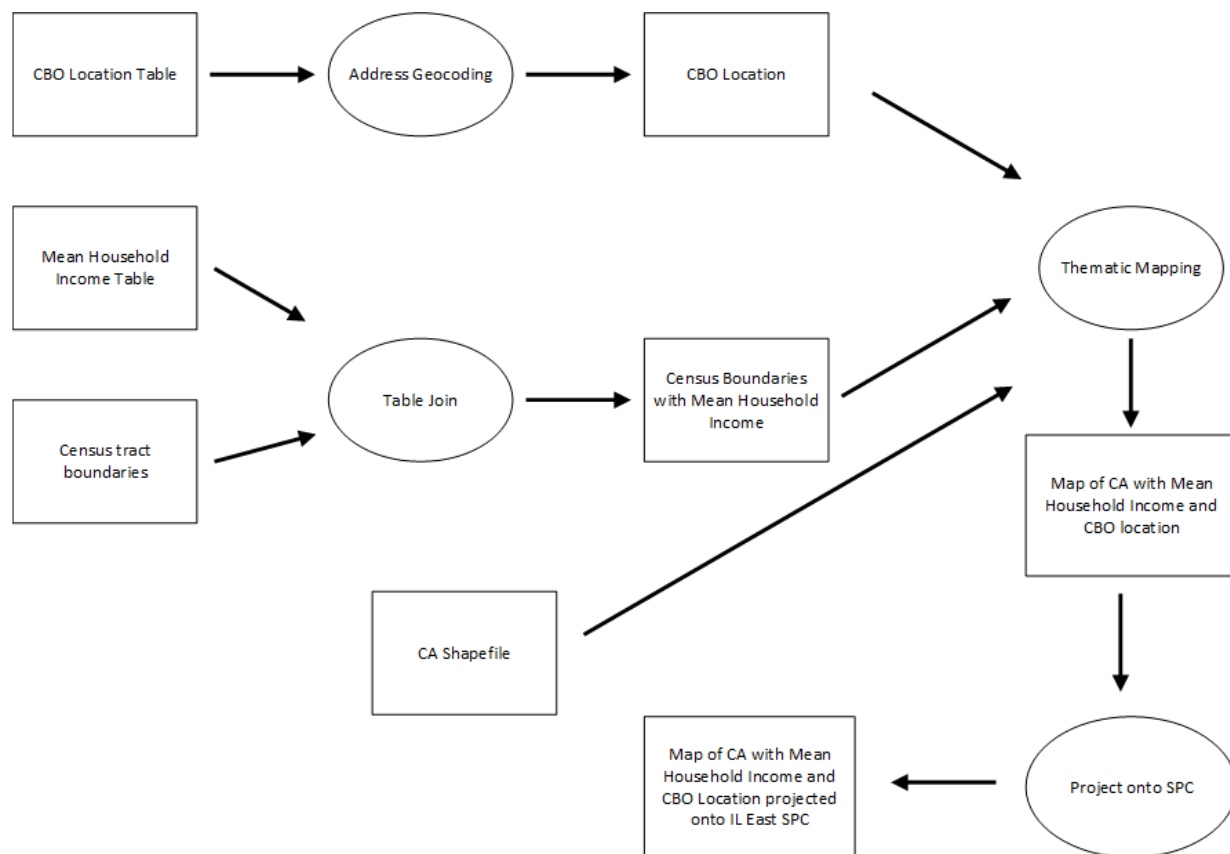 CBO Location Table
Address Geocoding
CBO Location
Mean Household
Income Table
Thematic Mapping
Table Join
Census Boundaries
with Mean Household
Income
Census tract
boundaries
Map of CA with Mean
Household Income and
CBO location
CA Shapefile
Map of CA with Mean
Household Income and
CBO Location projected
onto IL East SPC
Project onto SPC